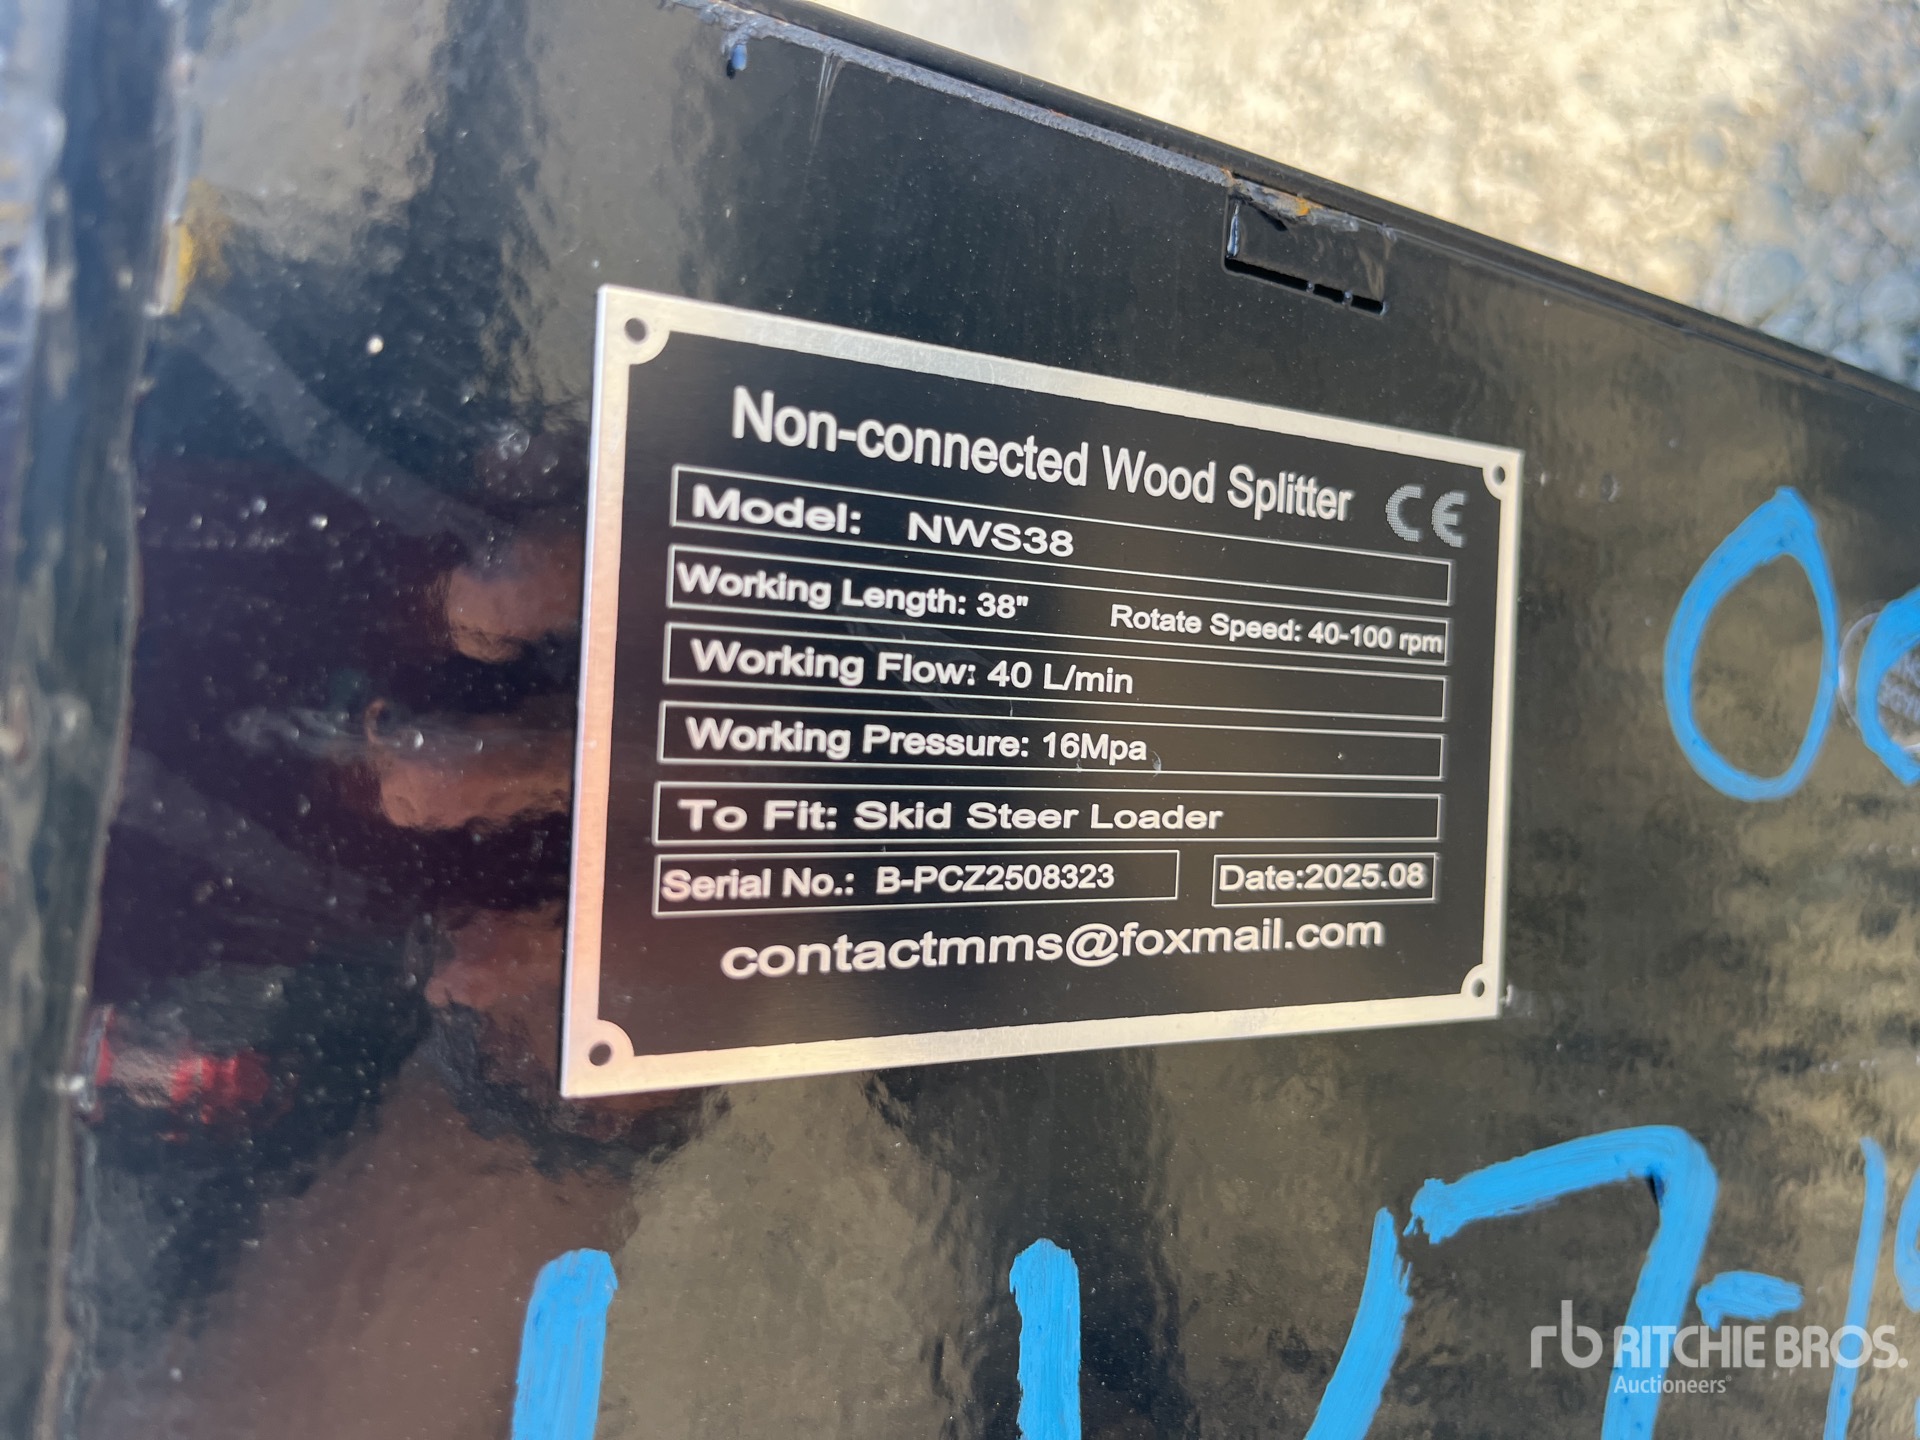 Non-connected Wood Splitter CE
Model: NWS38
Working Length: 38" Rotate Speed: 40-100 rpm
Working Flow: 40 L/min
Working Pressure: 16Mpa
To Fit: Skid Steer Loader
Serial No.: B-PCZ2508323 Date:2025.08
contactmms@foxmail.com
rb RITCHIE BROS.
Auctioneers